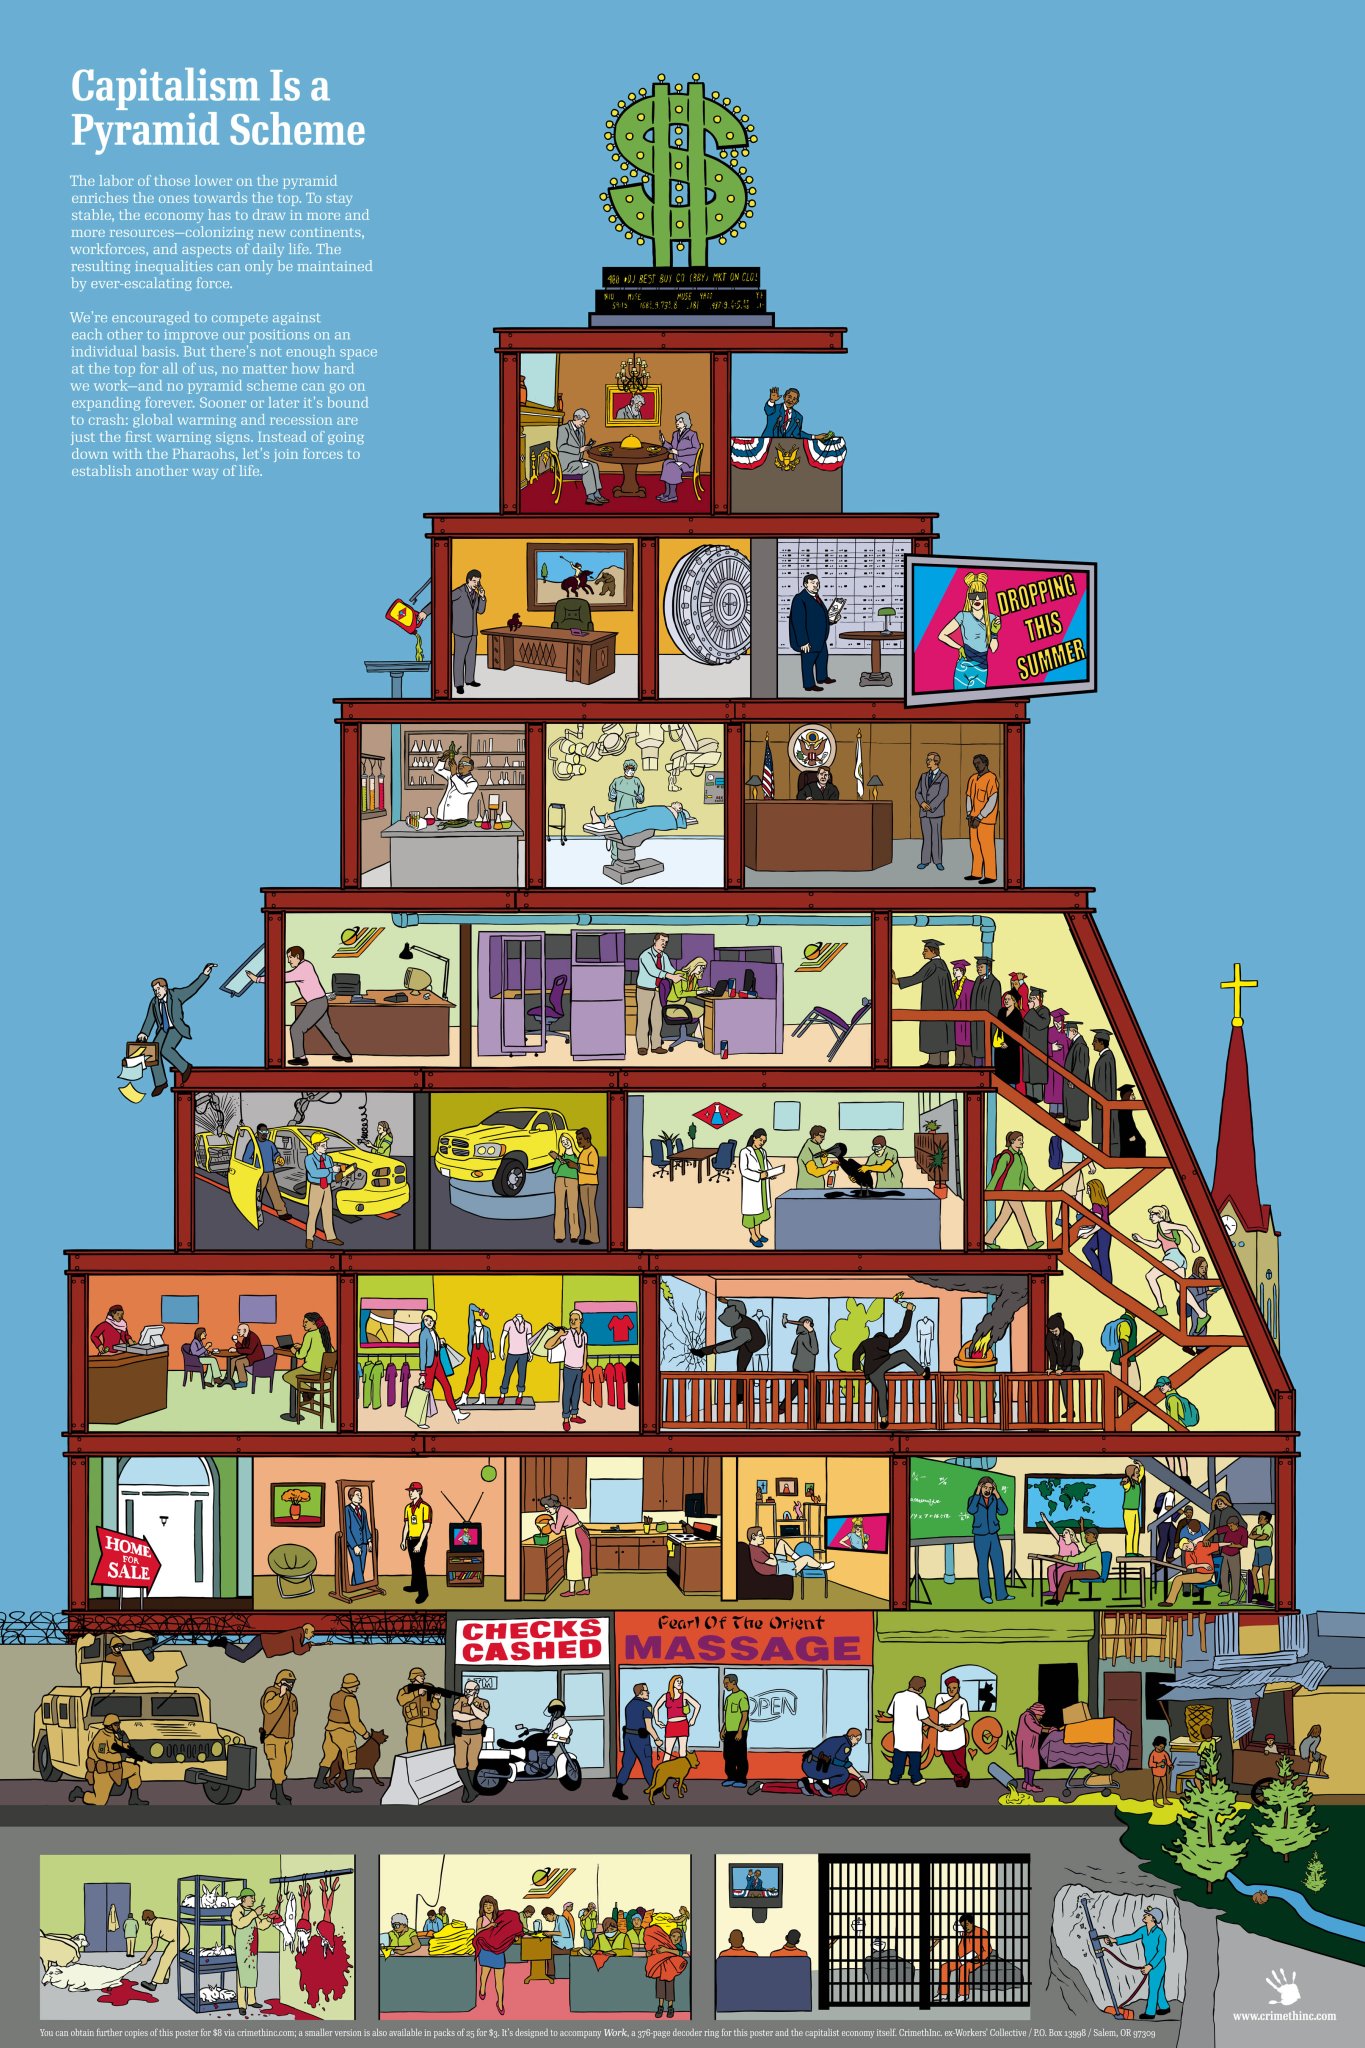 Capitalism Is a
Pyramid Scheme
The labor of those lower on the pyramid
enriches the ones towards the top. To stay
stable, the economy has to draw in more and
more resources—colonizing new continents,
workforces, and aspects of daily life. The
resulting inequalities can only be maintained
by ever-escalating force.
We're encouraged to compete against
each other to improve our positions on an
individual basis. But there's not enough space
at the top for all of us, no matter how hard
we work—and no pyramid scheme can go on
expanding forever. Sooner or later it's bound
to crash: global warming and recession are
just the first warning signs. Instead of going
down with the Pharaohs, let's join forces to
establish another way of life.
DJ BEST BUY CO (BBY) MKT ON CLO
DROPPING
THIS
SUMMER
HOME
FOR
SALE
CHECKS
CASHED
Pearl Of The Orient
MASSAGE
OPEN
www.crimethinc.com
You can obtain further copies of this poster for $8 via crimethinc.com; a smaller version is also available in packs of 25 for $3. It's designed to accompany Work, a 376-page decoder ring for this poster and the capitalist economy itself. CrimethInc. ex-Workers' Collective / P.O. Box 13998 / Salem, OR 97309